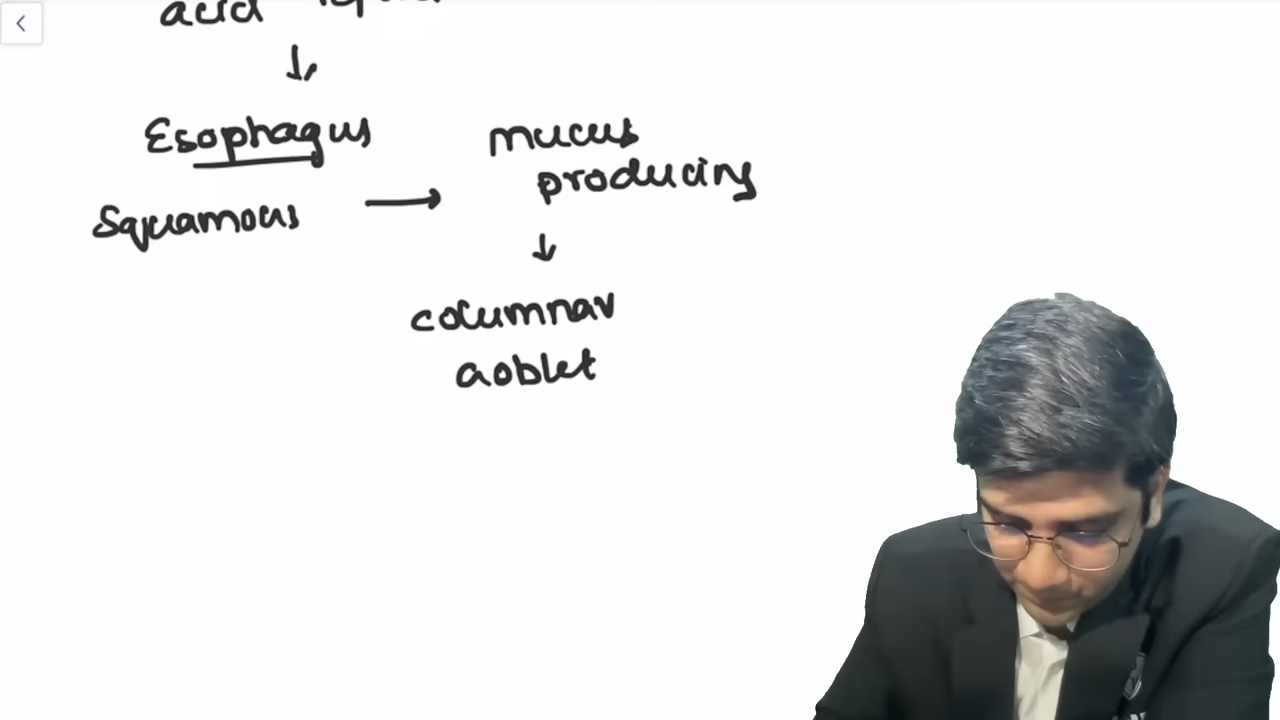 acid
↓
Esophagus
mucus
producing
Squamous →
↓
columnar
Goblet